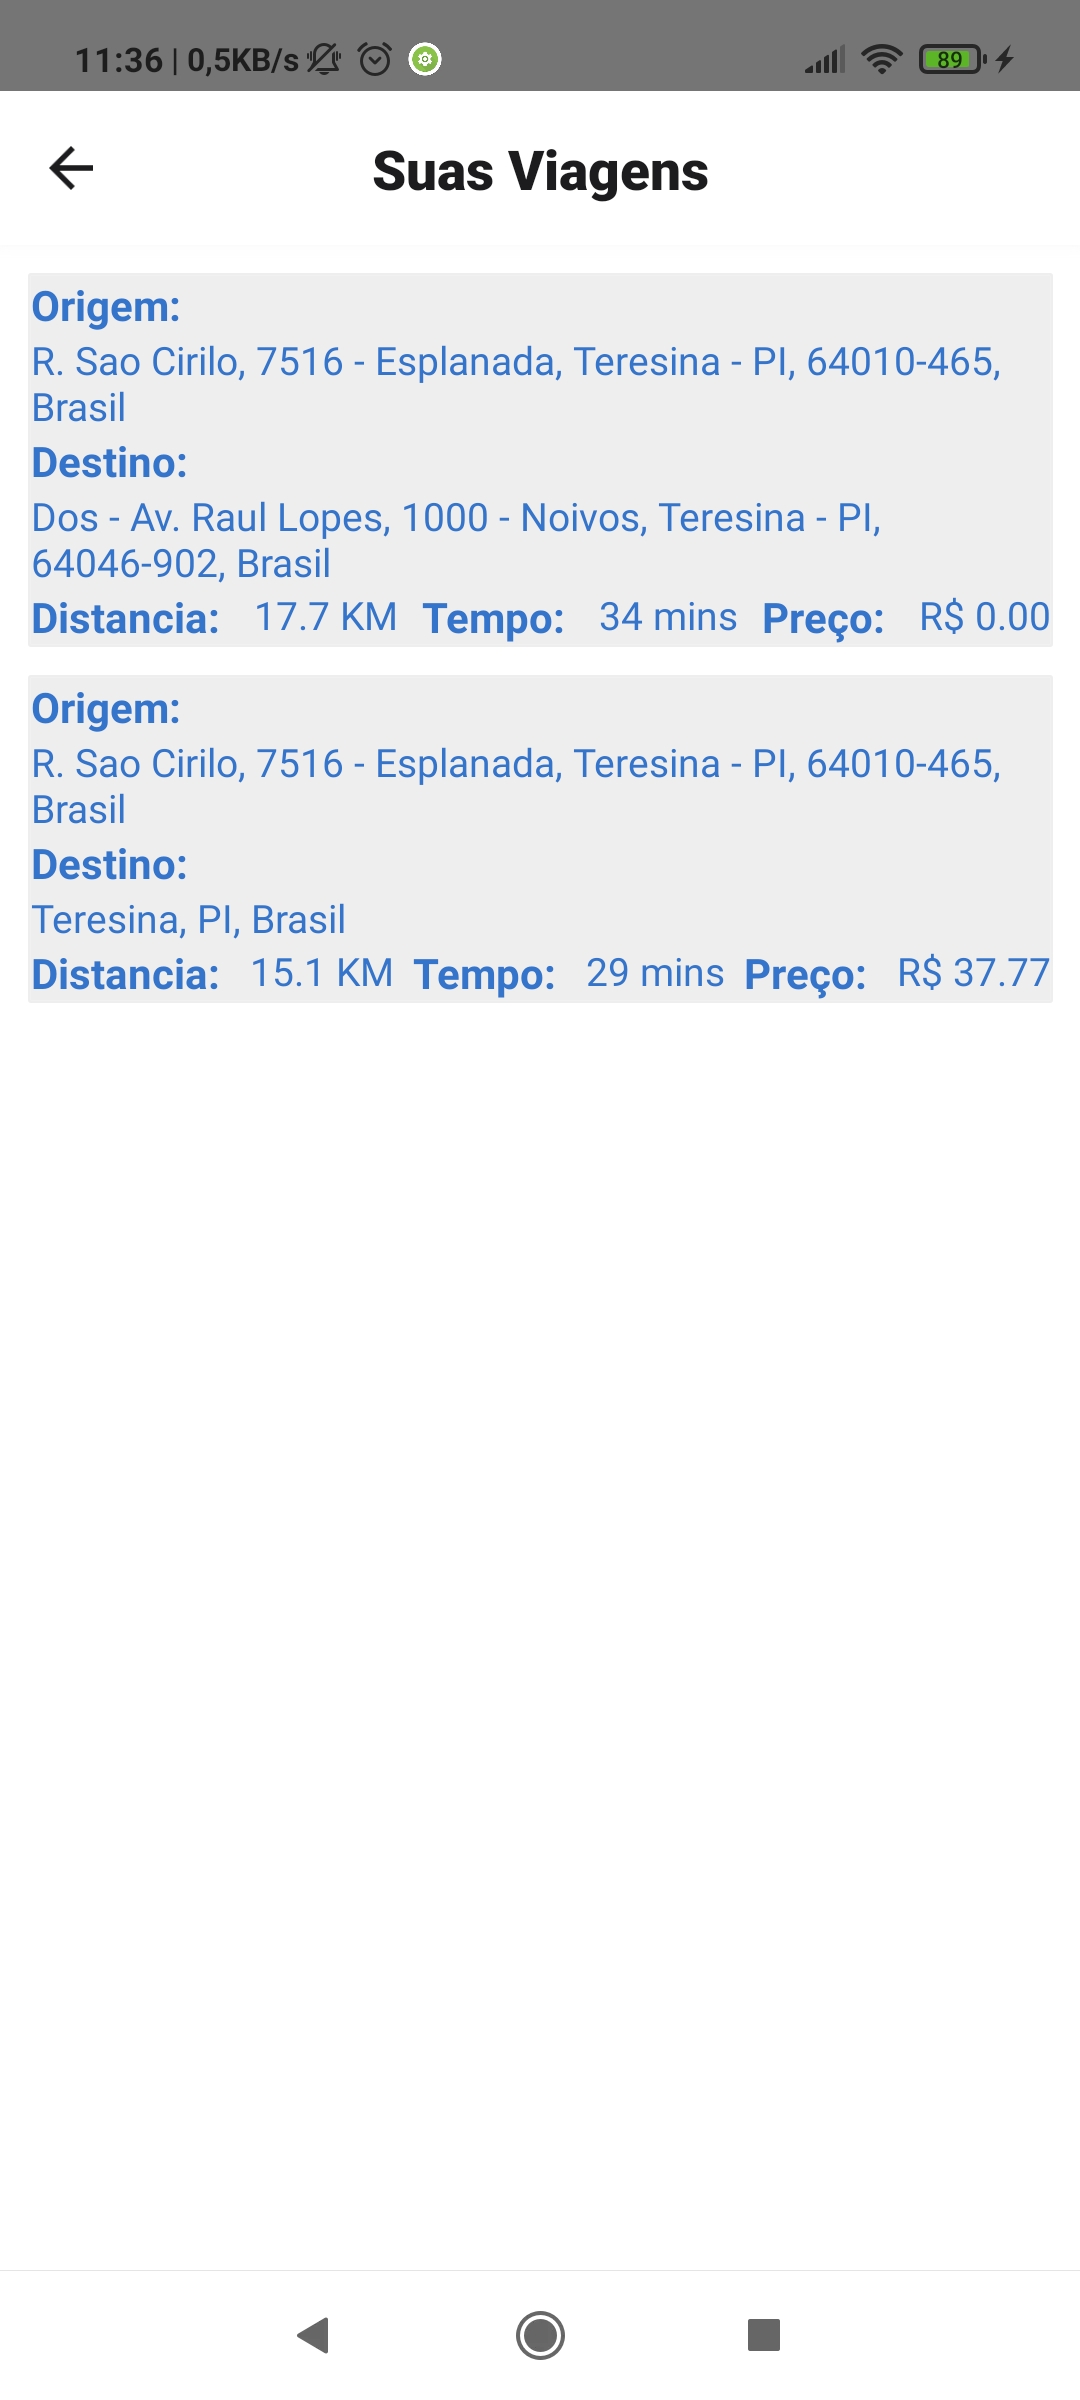 11:36 | 0,5KB/s
89
Suas Viagens
Origem:
R. Sao Cirilo, 7516 - Esplanada, Teresina - PI, 64010-465,
Brasil
Destino:
Dos - Av. Raul Lopes, 1000 - Noivos, Teresina - PI,
64046-902, Brasil
Distancia: 17.7 KM Tempo: 34 mins Preço: R$ 0.00
Origem:
R. Sao Cirilo, 7516 - Esplanada, Teresina - PI, 64010-465,
Brasil
Destino:
Teresina, PI, Brasil
Distancia: 15.1 KM Tempo: 29 mins Preço: R$ 37.77